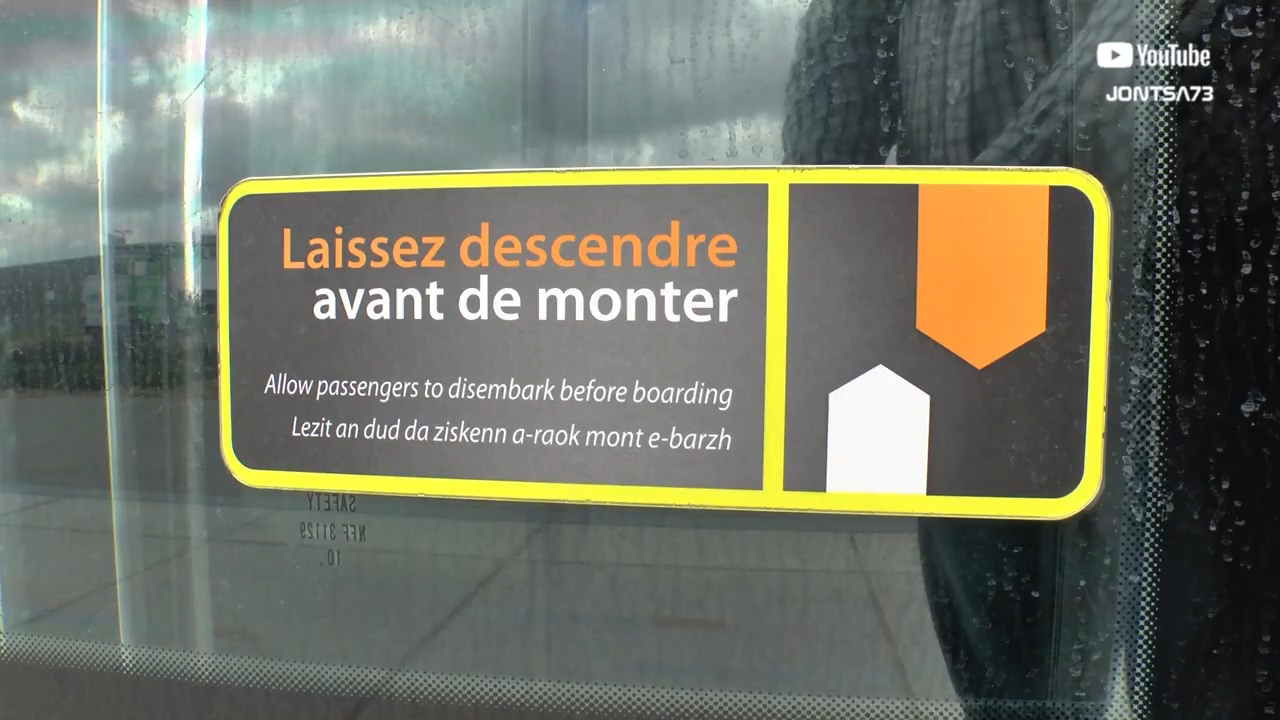 YouTube
JONTSA73
Laissez descendre
avant de monter
Allow passengers to disembark before boarding
Lezit an dud da ziskenn a-raok mont e-barzh
SAFETY
NFF 31129
10.